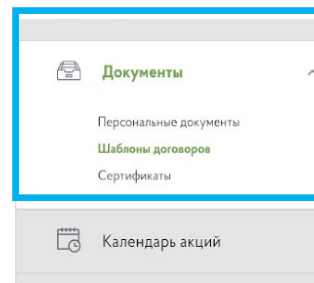 Документы
Персональные документы
Шаблоны договоров
Сертификаты
Календарь акций